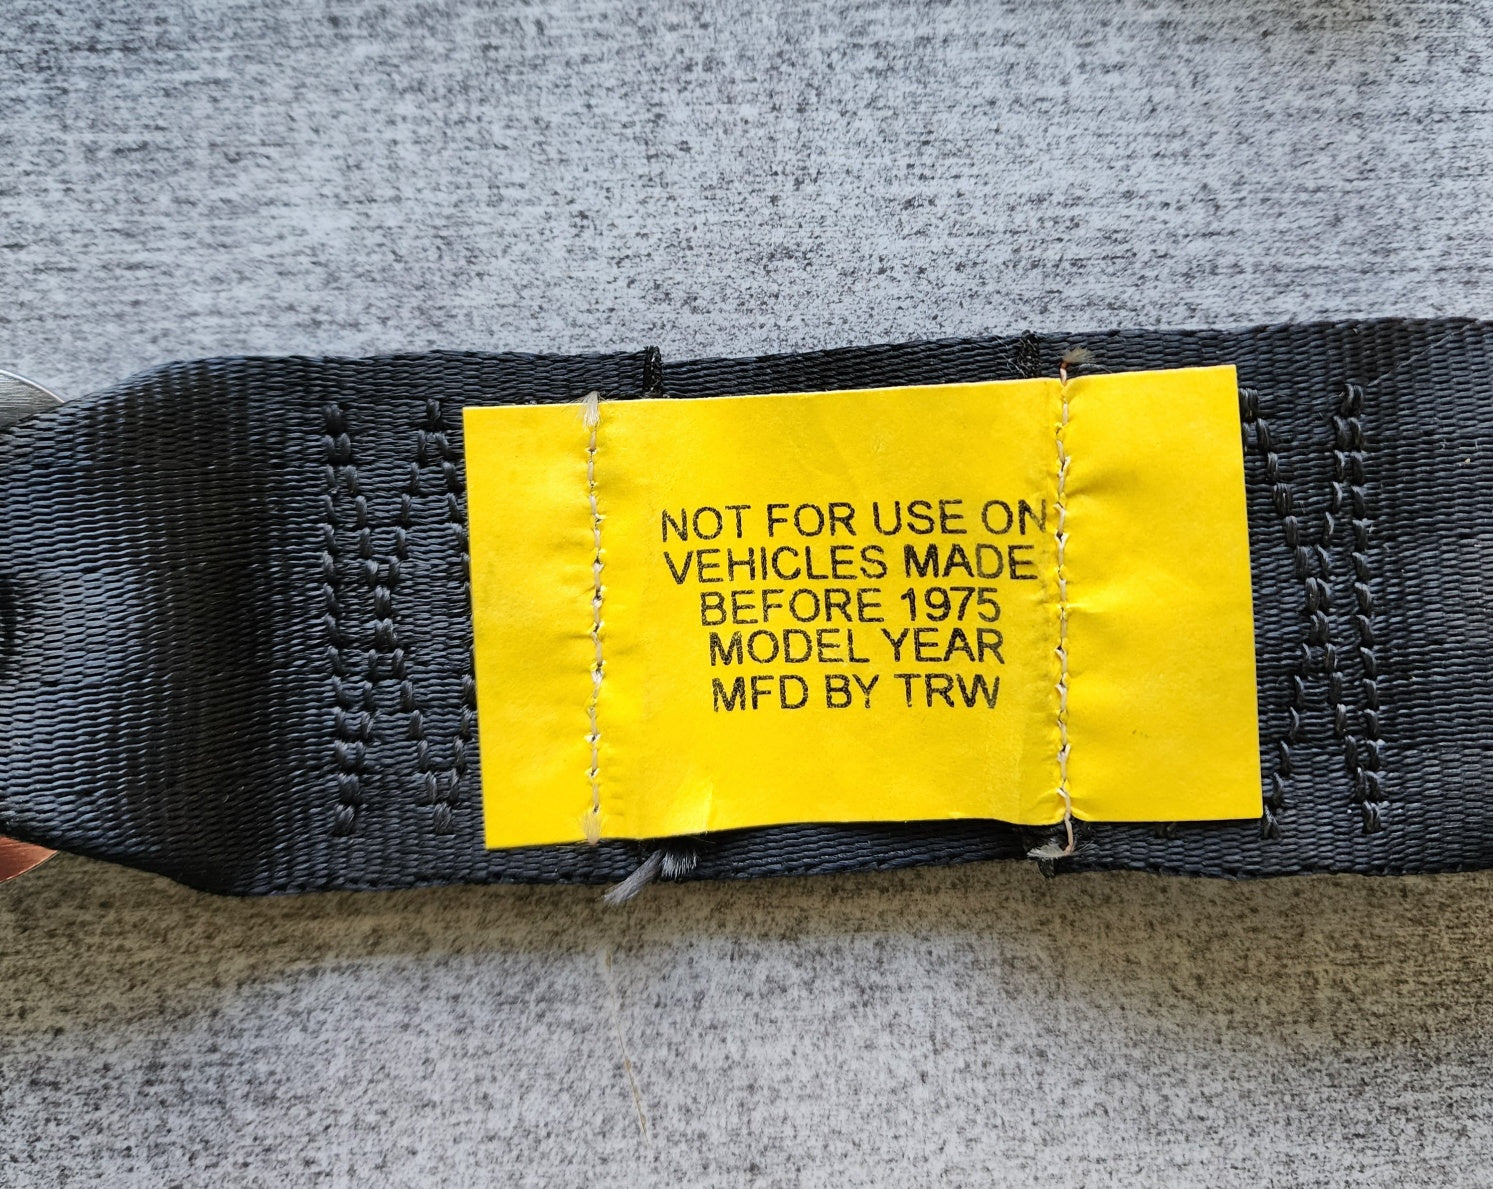 NOT FOR USE ON
VEHICLES MADE
BEFORE 1975
MODEL YEAR
MFD BY TRW